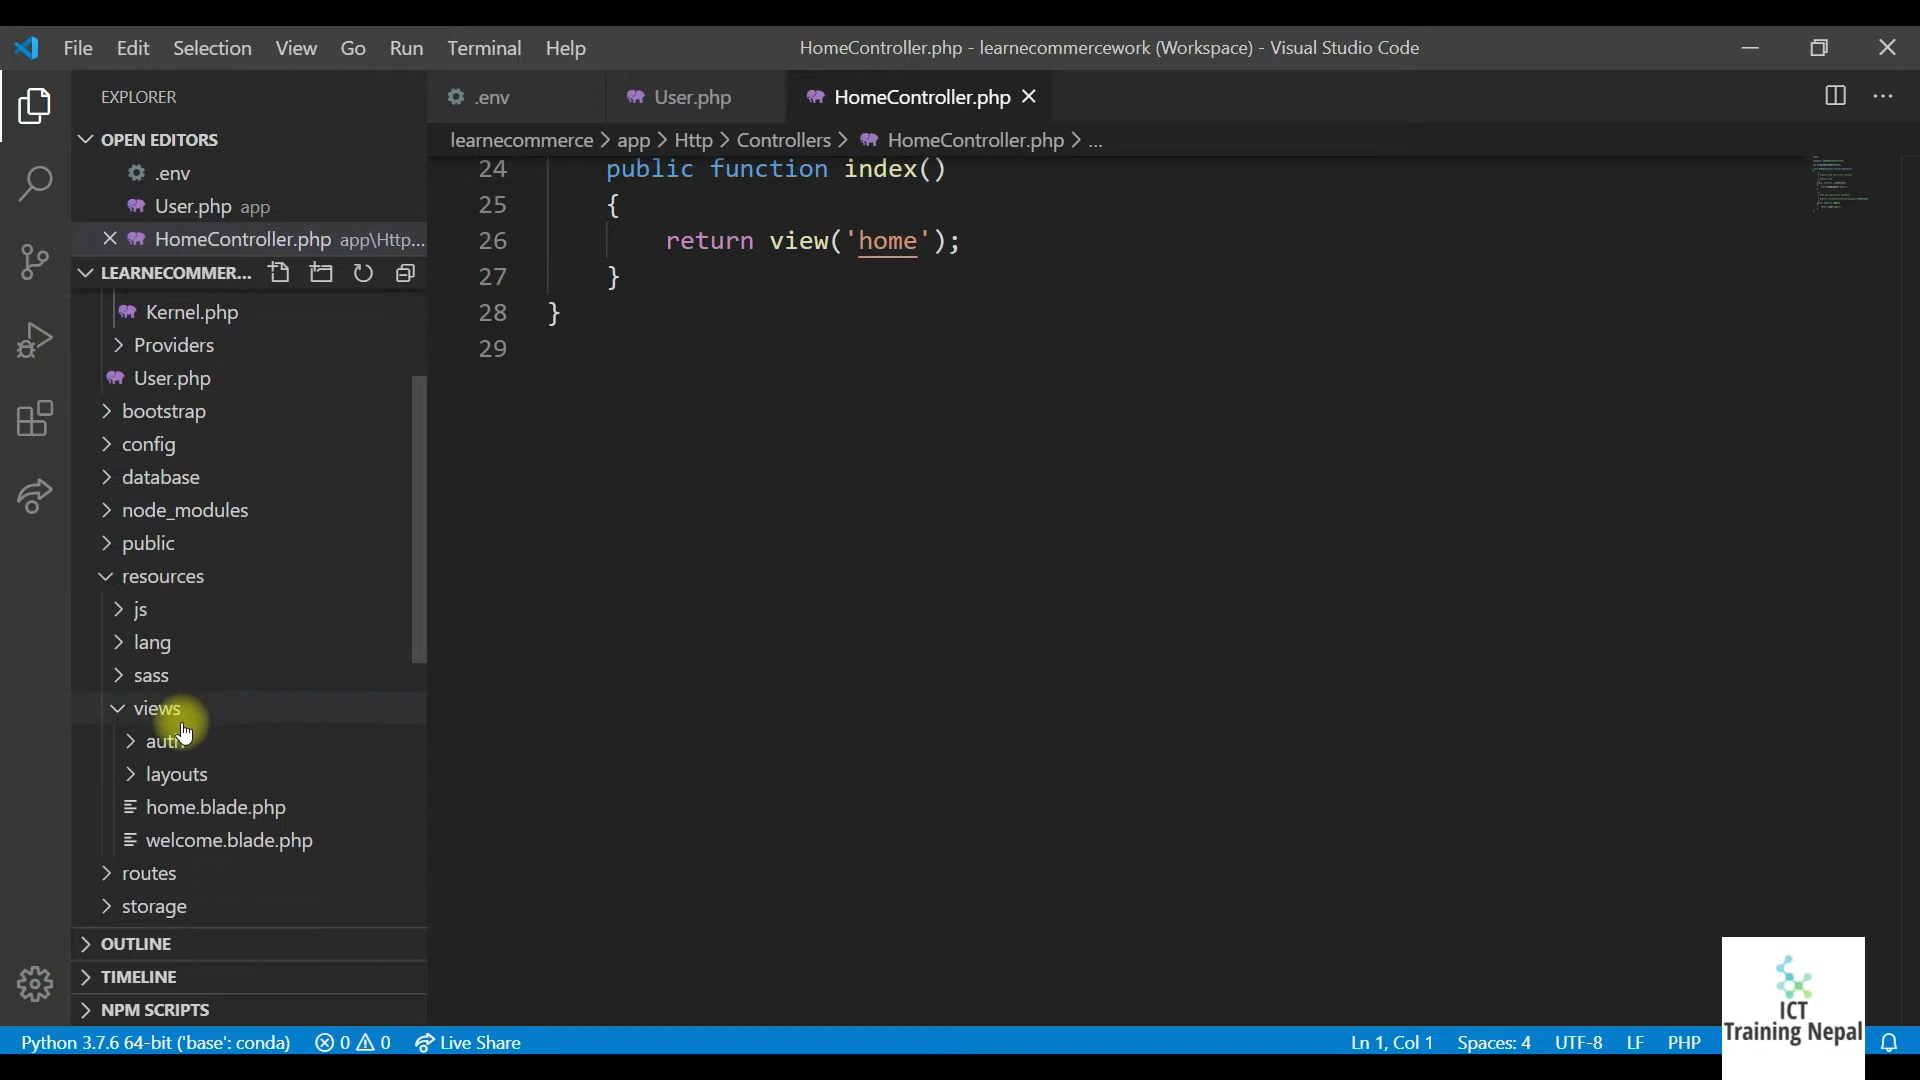 File Edit Selection View Go Run Terminal Help
HomeController.php - learnecommercework (Workspace) - Visual Studio Code
EXPLORER
OPEN EDITORS
.env
User.php app
HomeController.php app\Http...
LEARNECOMMER...
Kernel.php
Providers
User.php
bootstrap
config
database
node_modules
public
resources
js
lang
sass
views
auth
layouts
home.blade.php
welcome.blade.php
routes
storage
OUTLINE
TIMELINE
NPM SCRIPTS
.env User.php HomeController.php
learnecommerce > app > Http > Controllers > HomeController.php > ...
24 public function index()
25 {
26 return view('home');
27 }
28 }
29
ICT
Training Nepal
Python 3.7.6 64-bit ('base': conda) 0 0 Live Share Ln 1, Col 1 Spaces: 4 UTF-8 LF PHP